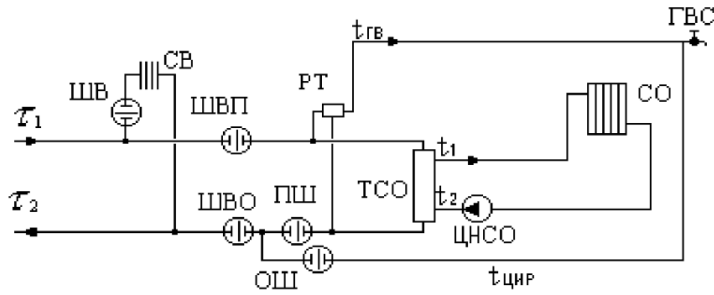 ГВС
tГВ
СВ
РТ
СО
ШВ
ШВП
τ1
t1
ТСО
τ2
ШВО
ПШ
t2
ЦНСО
ОШ
tЦИР